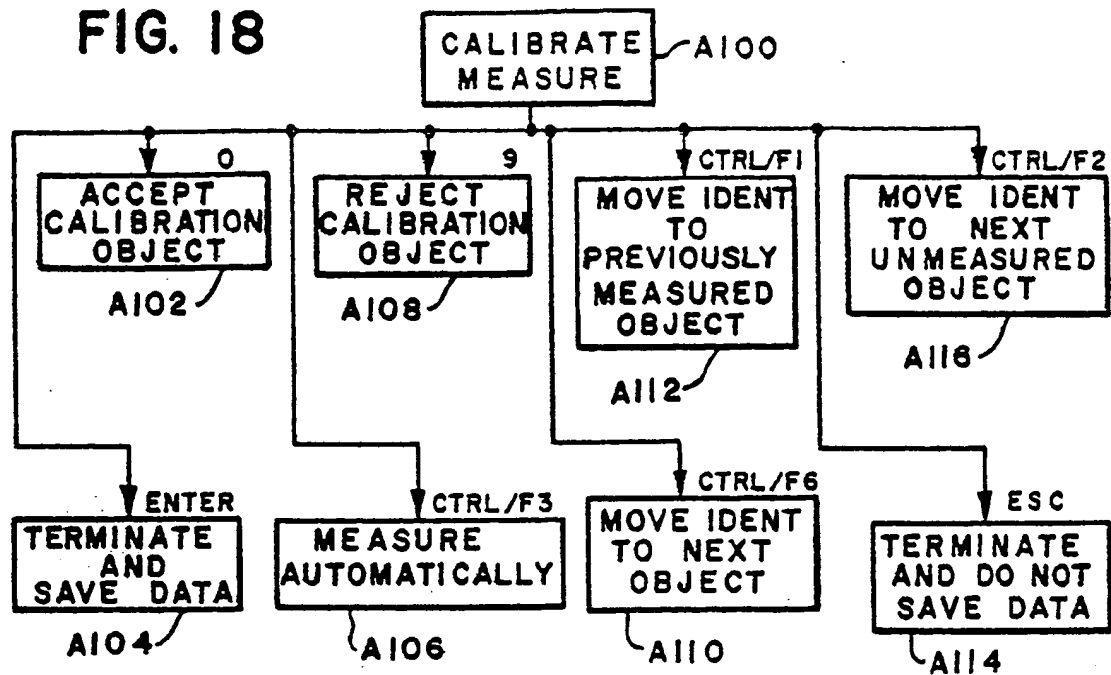 FIG. 18
CALIBRATE
MEASURE
A100
0
ACCEPT
CALIBRATION
OBJECT
A102
9
REJECT
CALIBRATION
OBJECT
A108
CTRL/F1
MOVE IDENT
TO
PREVIOUSLY
MEASURED
OBJECT
A112
CTRL/F2
MOVE IDENT
TO NEXT
UNMEASURED
OBJECT
A116
ENTER
TERMINATE
AND
SAVE DATA
A104
CTRL/F3
MEASURE
AUTOMATICALLY
A106
CTRL/F6
MOVE IDENT
TO NEXT
OBJECT
A110
ESC
TERMINATE
AND DO NOT
SAVE DATA
A114